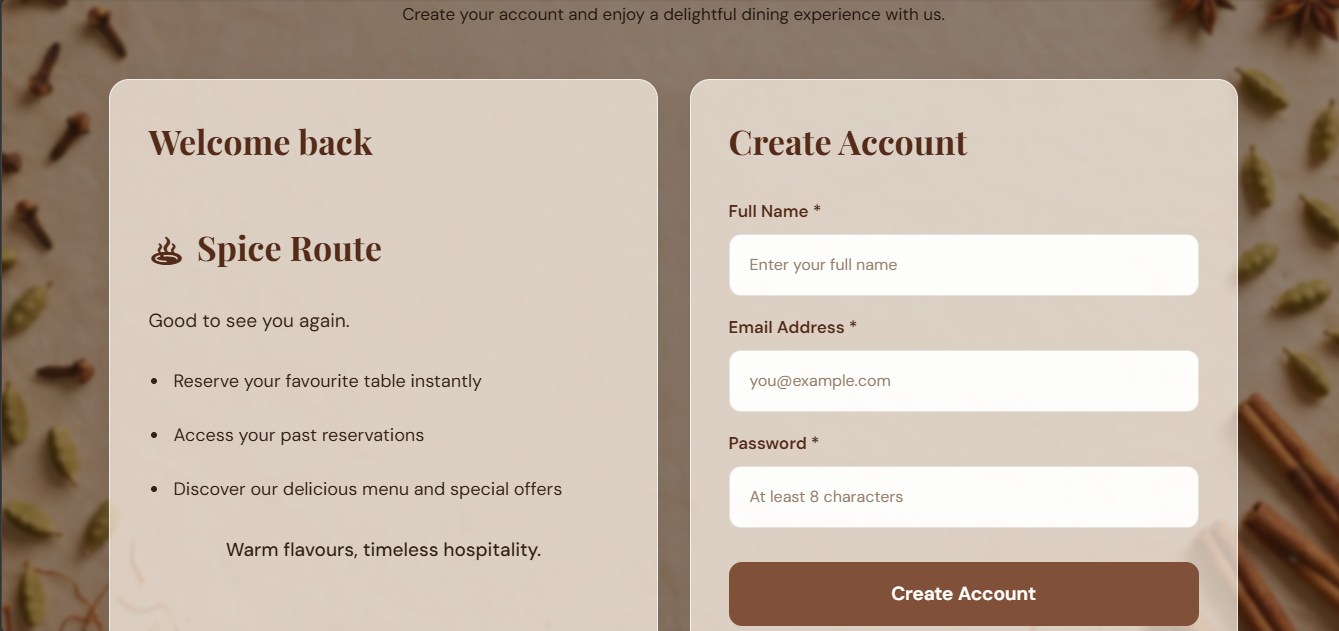 Create your account and enjoy a delightful dining experience with us.
Welcome back
Spice Route
Good to see you again.
• Reserve your favourite table instantly
• Access your past reservations
• Discover our delicious menu and special offers
Warm flavours, timeless hospitality.
Create Account
Full Name *
Enter your full name
Email Address *
you@example.com
Password *
At least 8 characters
Create Account